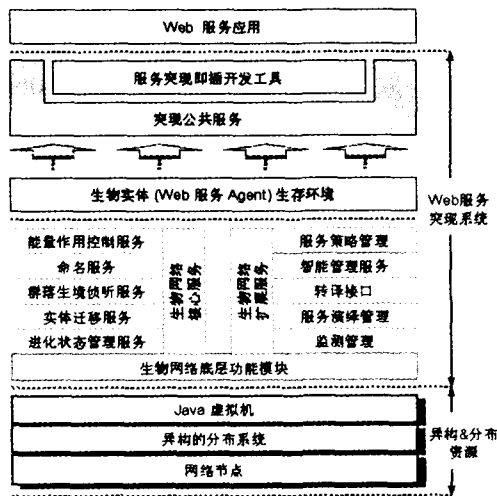 Web 服务应用
服务突现即插开发工具
突现公共服务
生物实体 (Web 服务 Agent) 生存环境
Web服务
突现系统
能量作用控制服务
命名服务
群落生境侦听服务
实体迁移服务
进化状态管理服务
生物网络
核心服务
生物网络
扩展服务
服务策略管理
智能管理服务
转译接口
服务演绎管理
监测管理
生物网络底层功能模块
Java 虚拟机
异构的分布系统
网络节点
异构&分布
资源